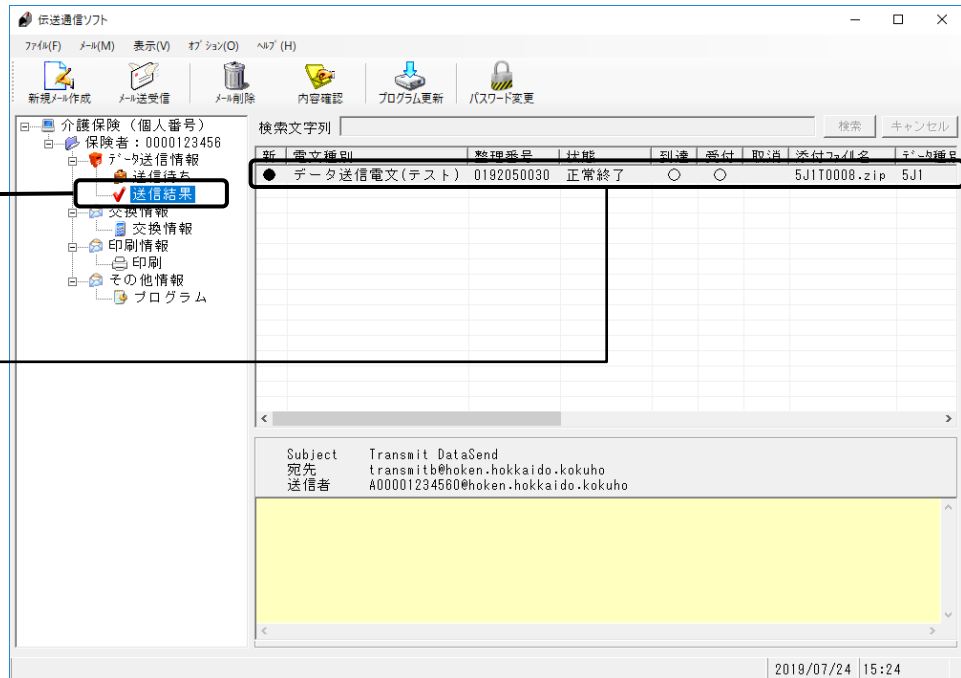 伝送通信ソフト
ファイル(F) メール(M) 表示(V) オプション(O) ヘルプ(H)
新規メール作成 メール送受信 メール削除 内容確認 プログラム更新 パスワード変更
介護保険（個人番号）
保険者：0000123456
データ送信情報
送信待ち
送信結果
交換情報
交換情報
印刷情報
印刷
その他情報
プログラム
検索文字列 検索 キャンセル
新 電文種別 整理番号 状態 到達 受付 取消 添付ファイル名 データ種別
● データ送信電文(テスト) 0192050030 正常終了 ○ ○ 5J1T0008.zip 5J1
Subject Transmit DataSend
宛先 transmitb@hoken.hokkaido.kokuho
送信者 A00001234560@hoken.hokkaido.kokuho
2019/07/24 15:24